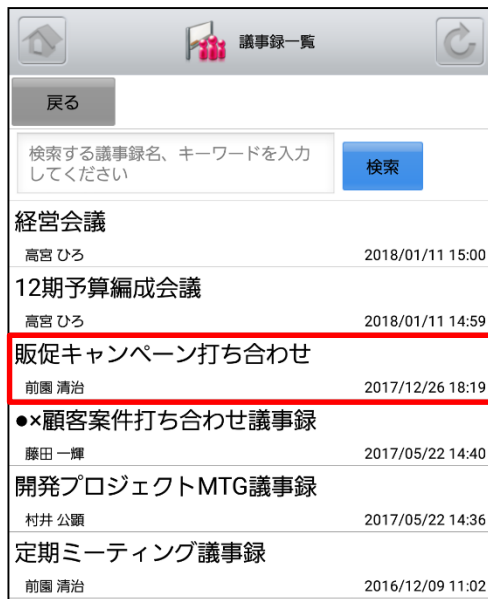 議事録一覧
戻る
検索する議事録名、キーワードを入力
してください
検索
経営会議
高宮 ひろ 2018/01/11 15:00
12期予算編成会議
高宮 ひろ 2018/01/11 14:59
販促キャンペーン打ち合わせ
前園 清治 2017/12/26 18:19
●×顧客案件打ち合わせ議事録
藤田 一輝 2017/05/22 14:40
開発プロジェクトMTG議事録
村井 公顕 2017/05/22 14:36
定期ミーティング議事録
前園 清治 2016/12/09 11:02